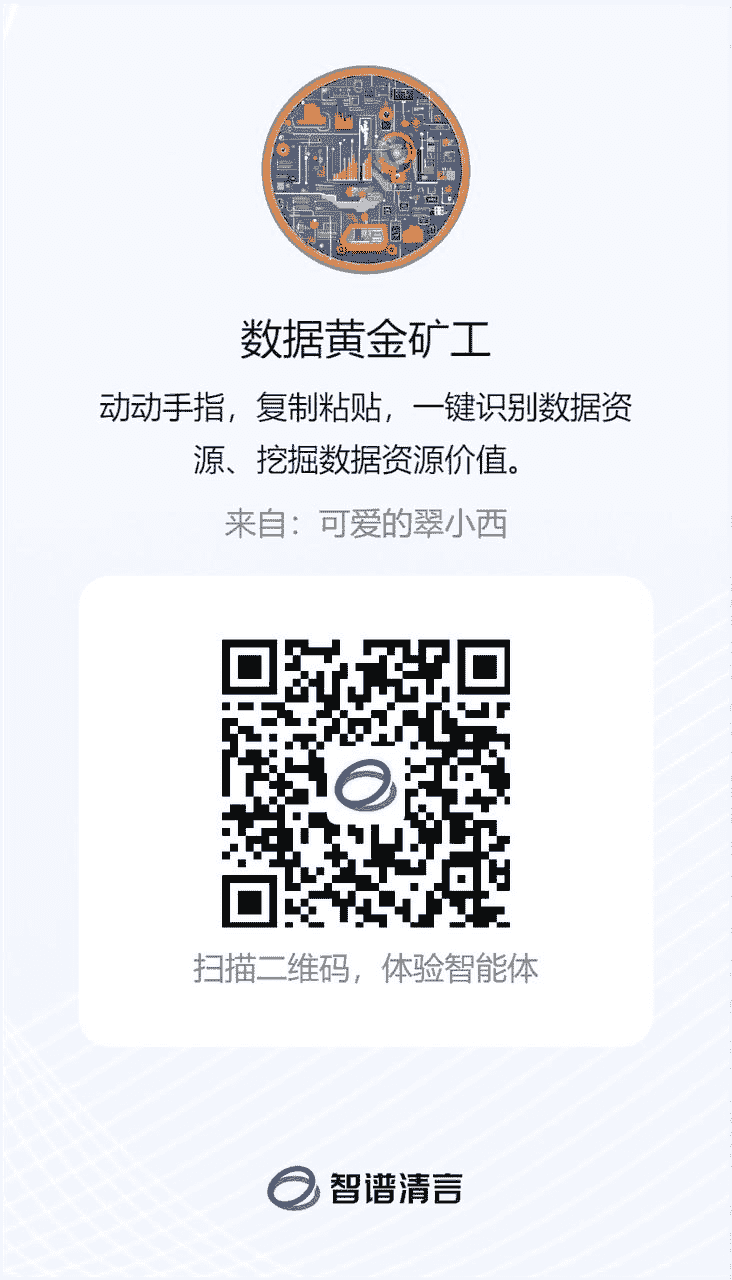 数据黄金矿工
动动手指，复制粘贴，一键识别数据资
源、挖掘数据资源价值。
来自：可爱的翠小西
扫描二维码，体验智能体
智谱清言